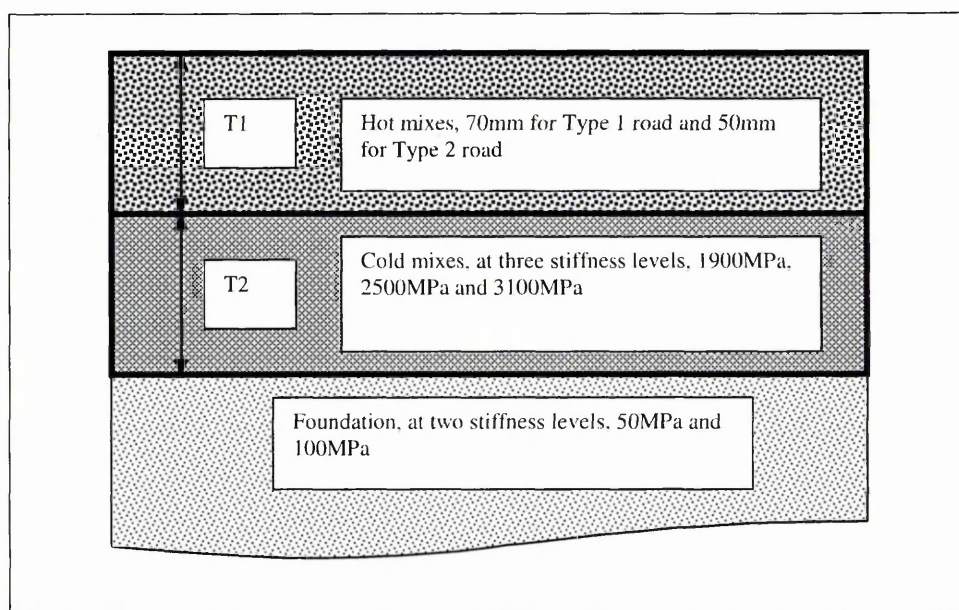 T1
Hot mixes, 70mm for Type 1 road and 50mm
for Type 2 road
T2
Cold mixes, at three stiffness levels, 1900MPa,
2500MPa and 3100MPa
Foundation, at two stiffness levels, 50MPa and
100MPa